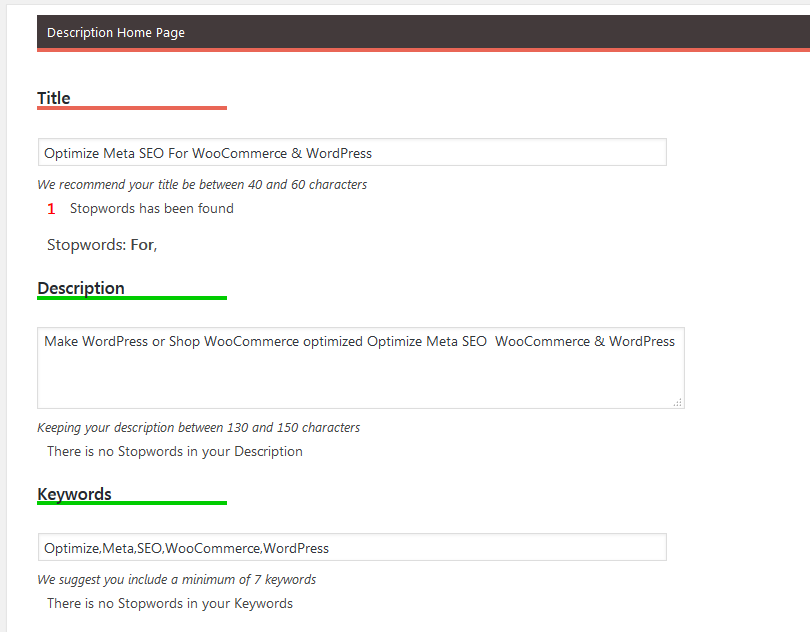 Description Home Page
Title
Optimize Meta SEO For WooCommerce & WordPress
We recommend your title be between 40 and 60 characters
1 Stopwords has been found
Stopwords: For,
Description
Make WordPress or Shop WooCommerce optimized Optimize Meta SEO  WooCommerce & WordPress
Keeping your description between 130 and 150 characters
There is no Stopwords in your Description
Keywords
Optimize,Meta,SEO,WooCommerce,WordPress
We suggest you include a minimum of 7 keywords
There is no Stopwords in your Keywords